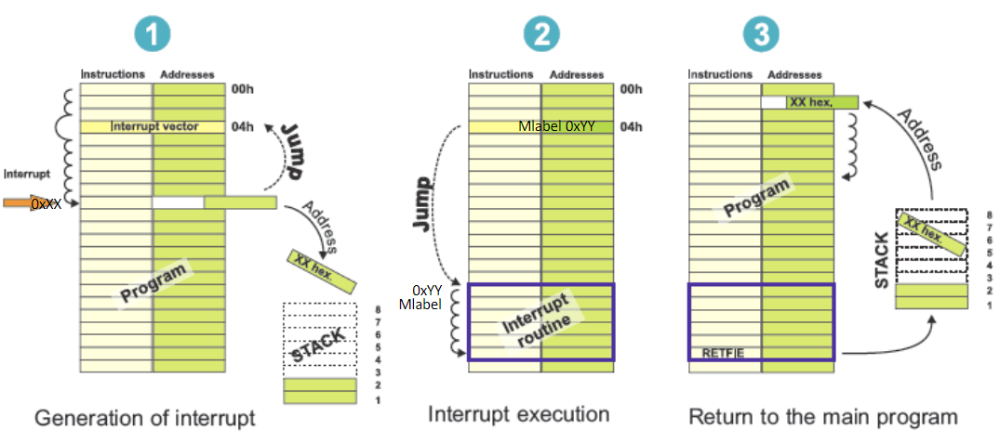 1
Instructions Addresses
00h
Interrupt vector
04h
Jump
Interrupt
0xXX
Address
XX hex.
Program
8
7
6
5
4
3
2
1
STACK
Generation of interrupt
2
Instructions Addresses
00h
Mlabel 0xYY
04h
Jump
0xYY
Mlabel
Interrupt
routine
Interrupt execution
3
Instructions Addresses
XX hex.
Address
Program
XX hex.
STACK
8
7
6
5
4
3
2
1
RETFIE
Return to the main program